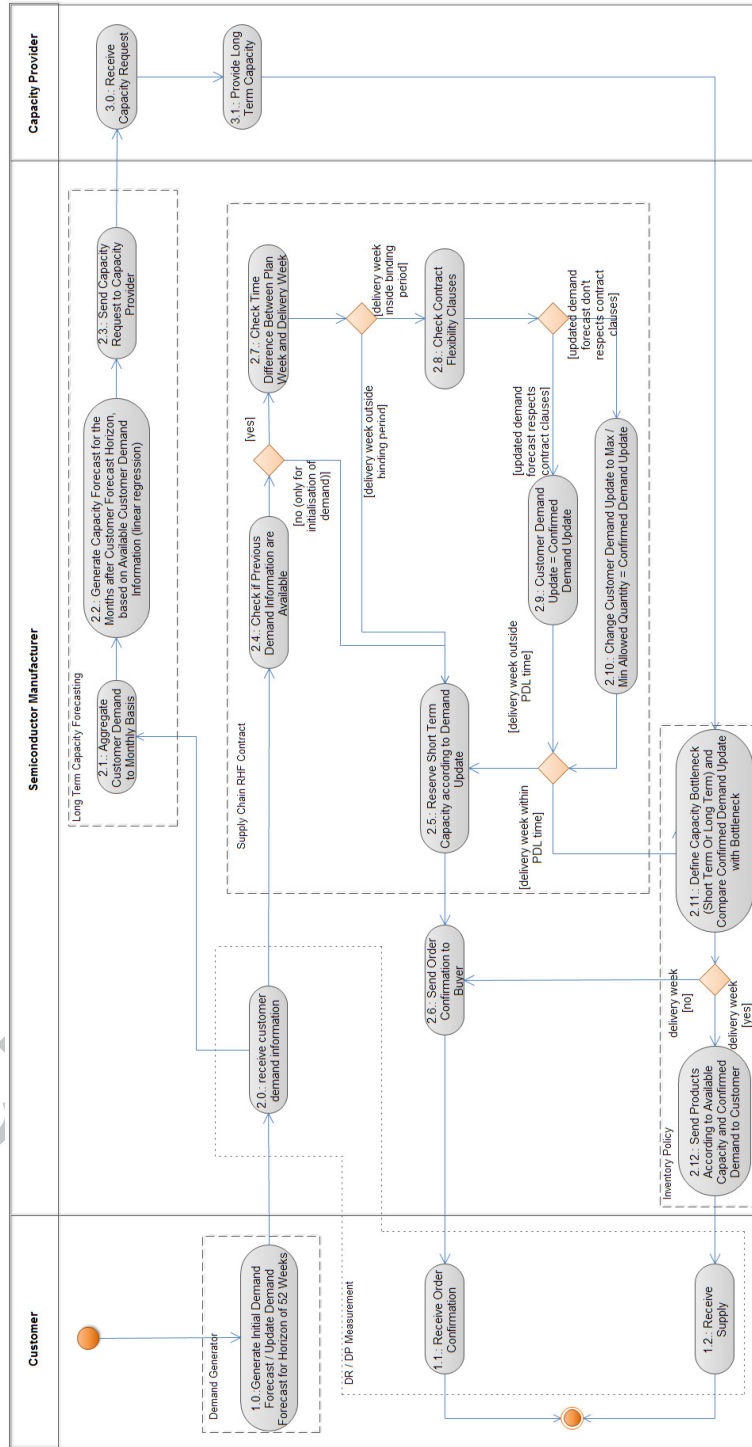 Customer
Semiconductor Manufacturer
Capacity Provider
Demand Generator
1.0.:Generate Initial Demand
Forecast / Update Demand
Forecast for Horizon of 52 Weeks
DR / DP Measurement
1.1.: Receive Order
Confirmation
1.2.: Receive
Supply
2.0.: receive customer
demand information
Long Term Capacity Forecasting
2.1.: Aggregate
Customer Demand
to Monthly Basis
2.2.: Generate Capacity Forecast for the
Months after Customer Forecast Horizon,
based on Available Customer Demand
Information (linear regression)
2.3.: Send Capacity
Request to Capacity
Provider
3.0.: Receive
Capacity Request
3.1.: Provide Long
Term Capacity
Supply Chain RHF Contract
2.4.: Check if Previous
Demand Information are
Available
[yes]
[no (only for
initialisation of
demand)]
2.7.: Check Time
Difference Between Plan
Week and Delivery Week
[delivery week
inside binding
period]
[delivery week outside
binding period]
2.8.: Check Contract
Flexibility Clauses
[updated demand
forecast don't
respects contract
clauses]
[updated demand
forecast respects
contract clauses]
2.9.: Customer Demand
Update = Confirmed
Demand Update
2.10.: Change Customer Demand Update to Max /
Min Allowed Quantity = Confirmed Demand Update
[delivery week outside
PDL time]
[delivery week within
PDL time]
2.5.: Reserve Short Term
Capacity according to Demand
Update
2.6.: Send Order
Confirmation to
Buyer
2.11.: Define Capacity Bottleneck
(Short Term Or Long Term) and
Compare Confirmed Demand Update
with Bottleneck
delivery week
[no]
delivery week
[yes]
Inventory Policy
2.12.: Send Products
According to Available
Capacity and Confirmed
Demand to Customer